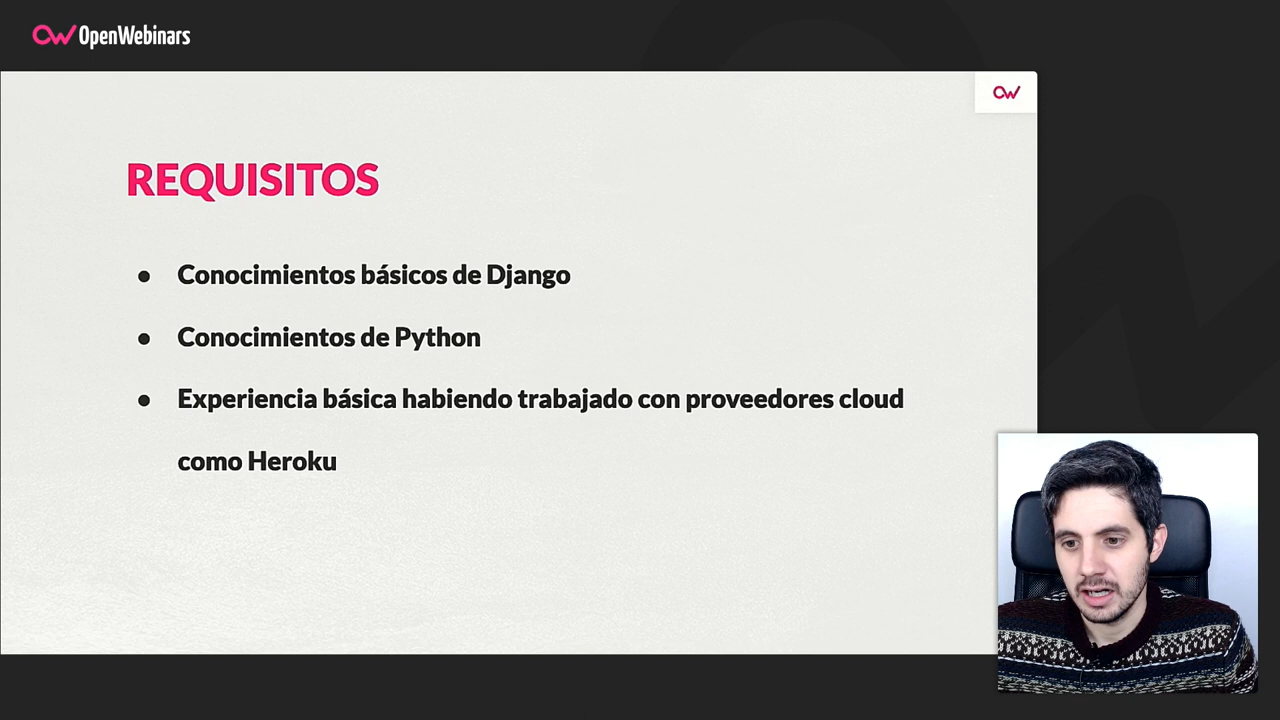 OpenWebinars
REQUISITOS
● Conocimientos básicos de Django
● Conocimientos de Python
● Experiencia básica habiendo trabajado con proveedores cloud
como Heroku